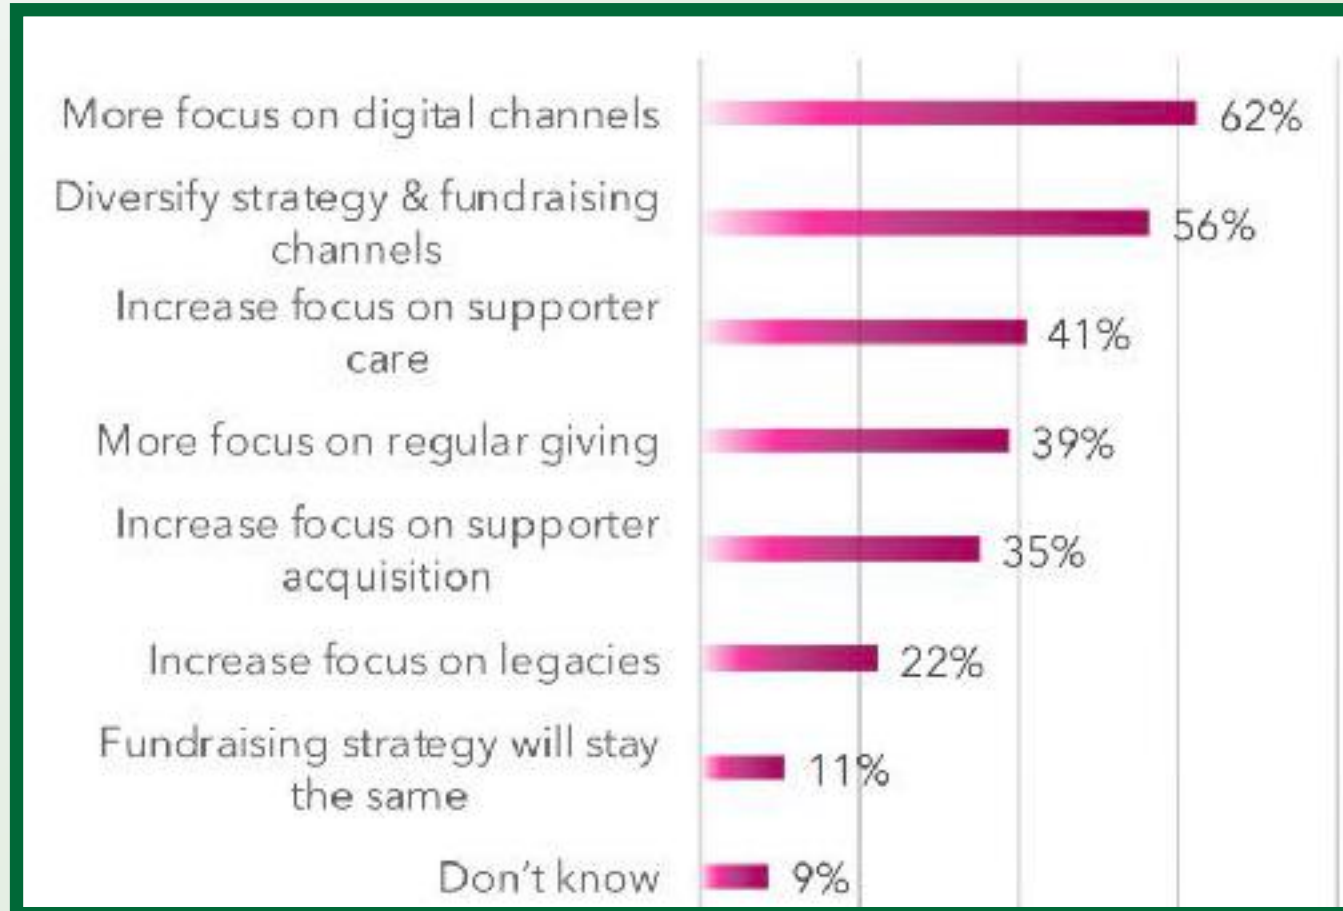 More focus on digital channels 62%
Diversify strategy & fundraising
channels 56%
Increase focus on supporter
care 41%
More focus on regular giving 39%
Increase focus on supporter
acquisition 35%
Increase focus on legacies 22%
Fundraising strategy will stay
the same 11%
Don't know 9%